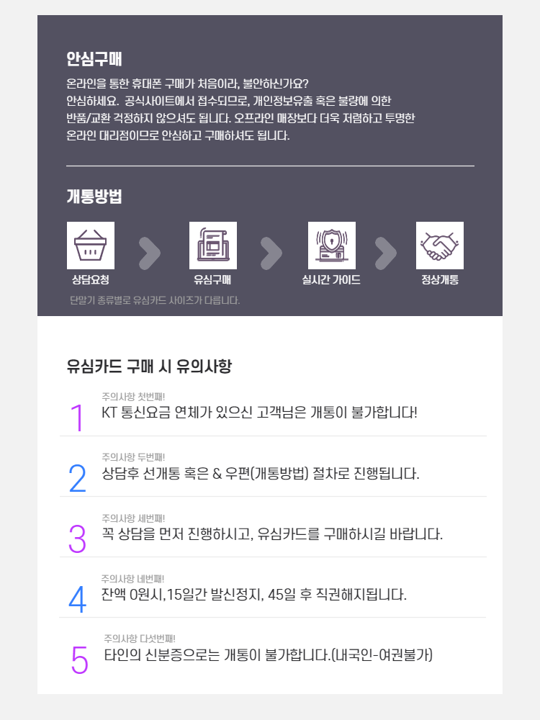 안심구매
온라인을 통한 휴대폰 구매가 처음이라, 불안하신가요?
안심하세요. 공식사이트에서 접수되므로, 개인정보유출 혹은 불량에 의한
반품/교환 걱정하지 않으셔도 됩니다. 오프라인 매장보다 더욱 저렴하고 투명한
온라인 대리점이므로 안심하고 구매하셔도 됩니다.
개통방법
상담요청
유심구매
실시간 가이드
정상개통
단말기 종류별로 유심카드 사이즈가 다릅니다.
유심카드 구매 시 유의사항
주의사항 첫번째!
1 KT 통신요금 연체가 있으신 고객님은 개통이 불가합니다!
주의사항 두번째!
2 상담후 선개통 혹은 & 우편(개통방법) 절차로 진행됩니다.
주의사항 세번째!
3 꼭 상담을 먼저 진행하시고, 유심카드를 구매하시길 바랍니다.
주의사항 네번째!
4 잔액 0원시,15일간 발신정지, 45일 후 직권해지됩니다.
주의사항 다섯번째!
5 타인의 신분증으로는 개통이 불가합니다.(내국인-여권불가)